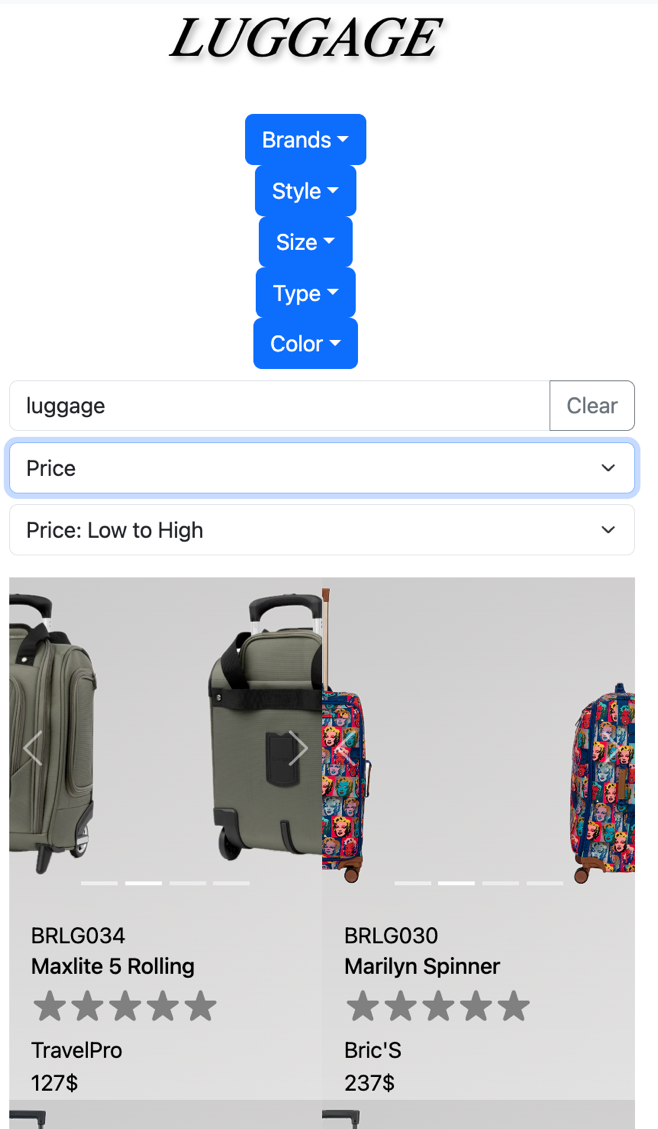 LUGGAGE
Brands
Style
Size
Type
Color
luggage Clear
Price
Price: Low to High
BRLG034
Maxlite 5 Rolling
TravelPro
127$
BRLG030
Marilyn Spinner
Bric'S
237$